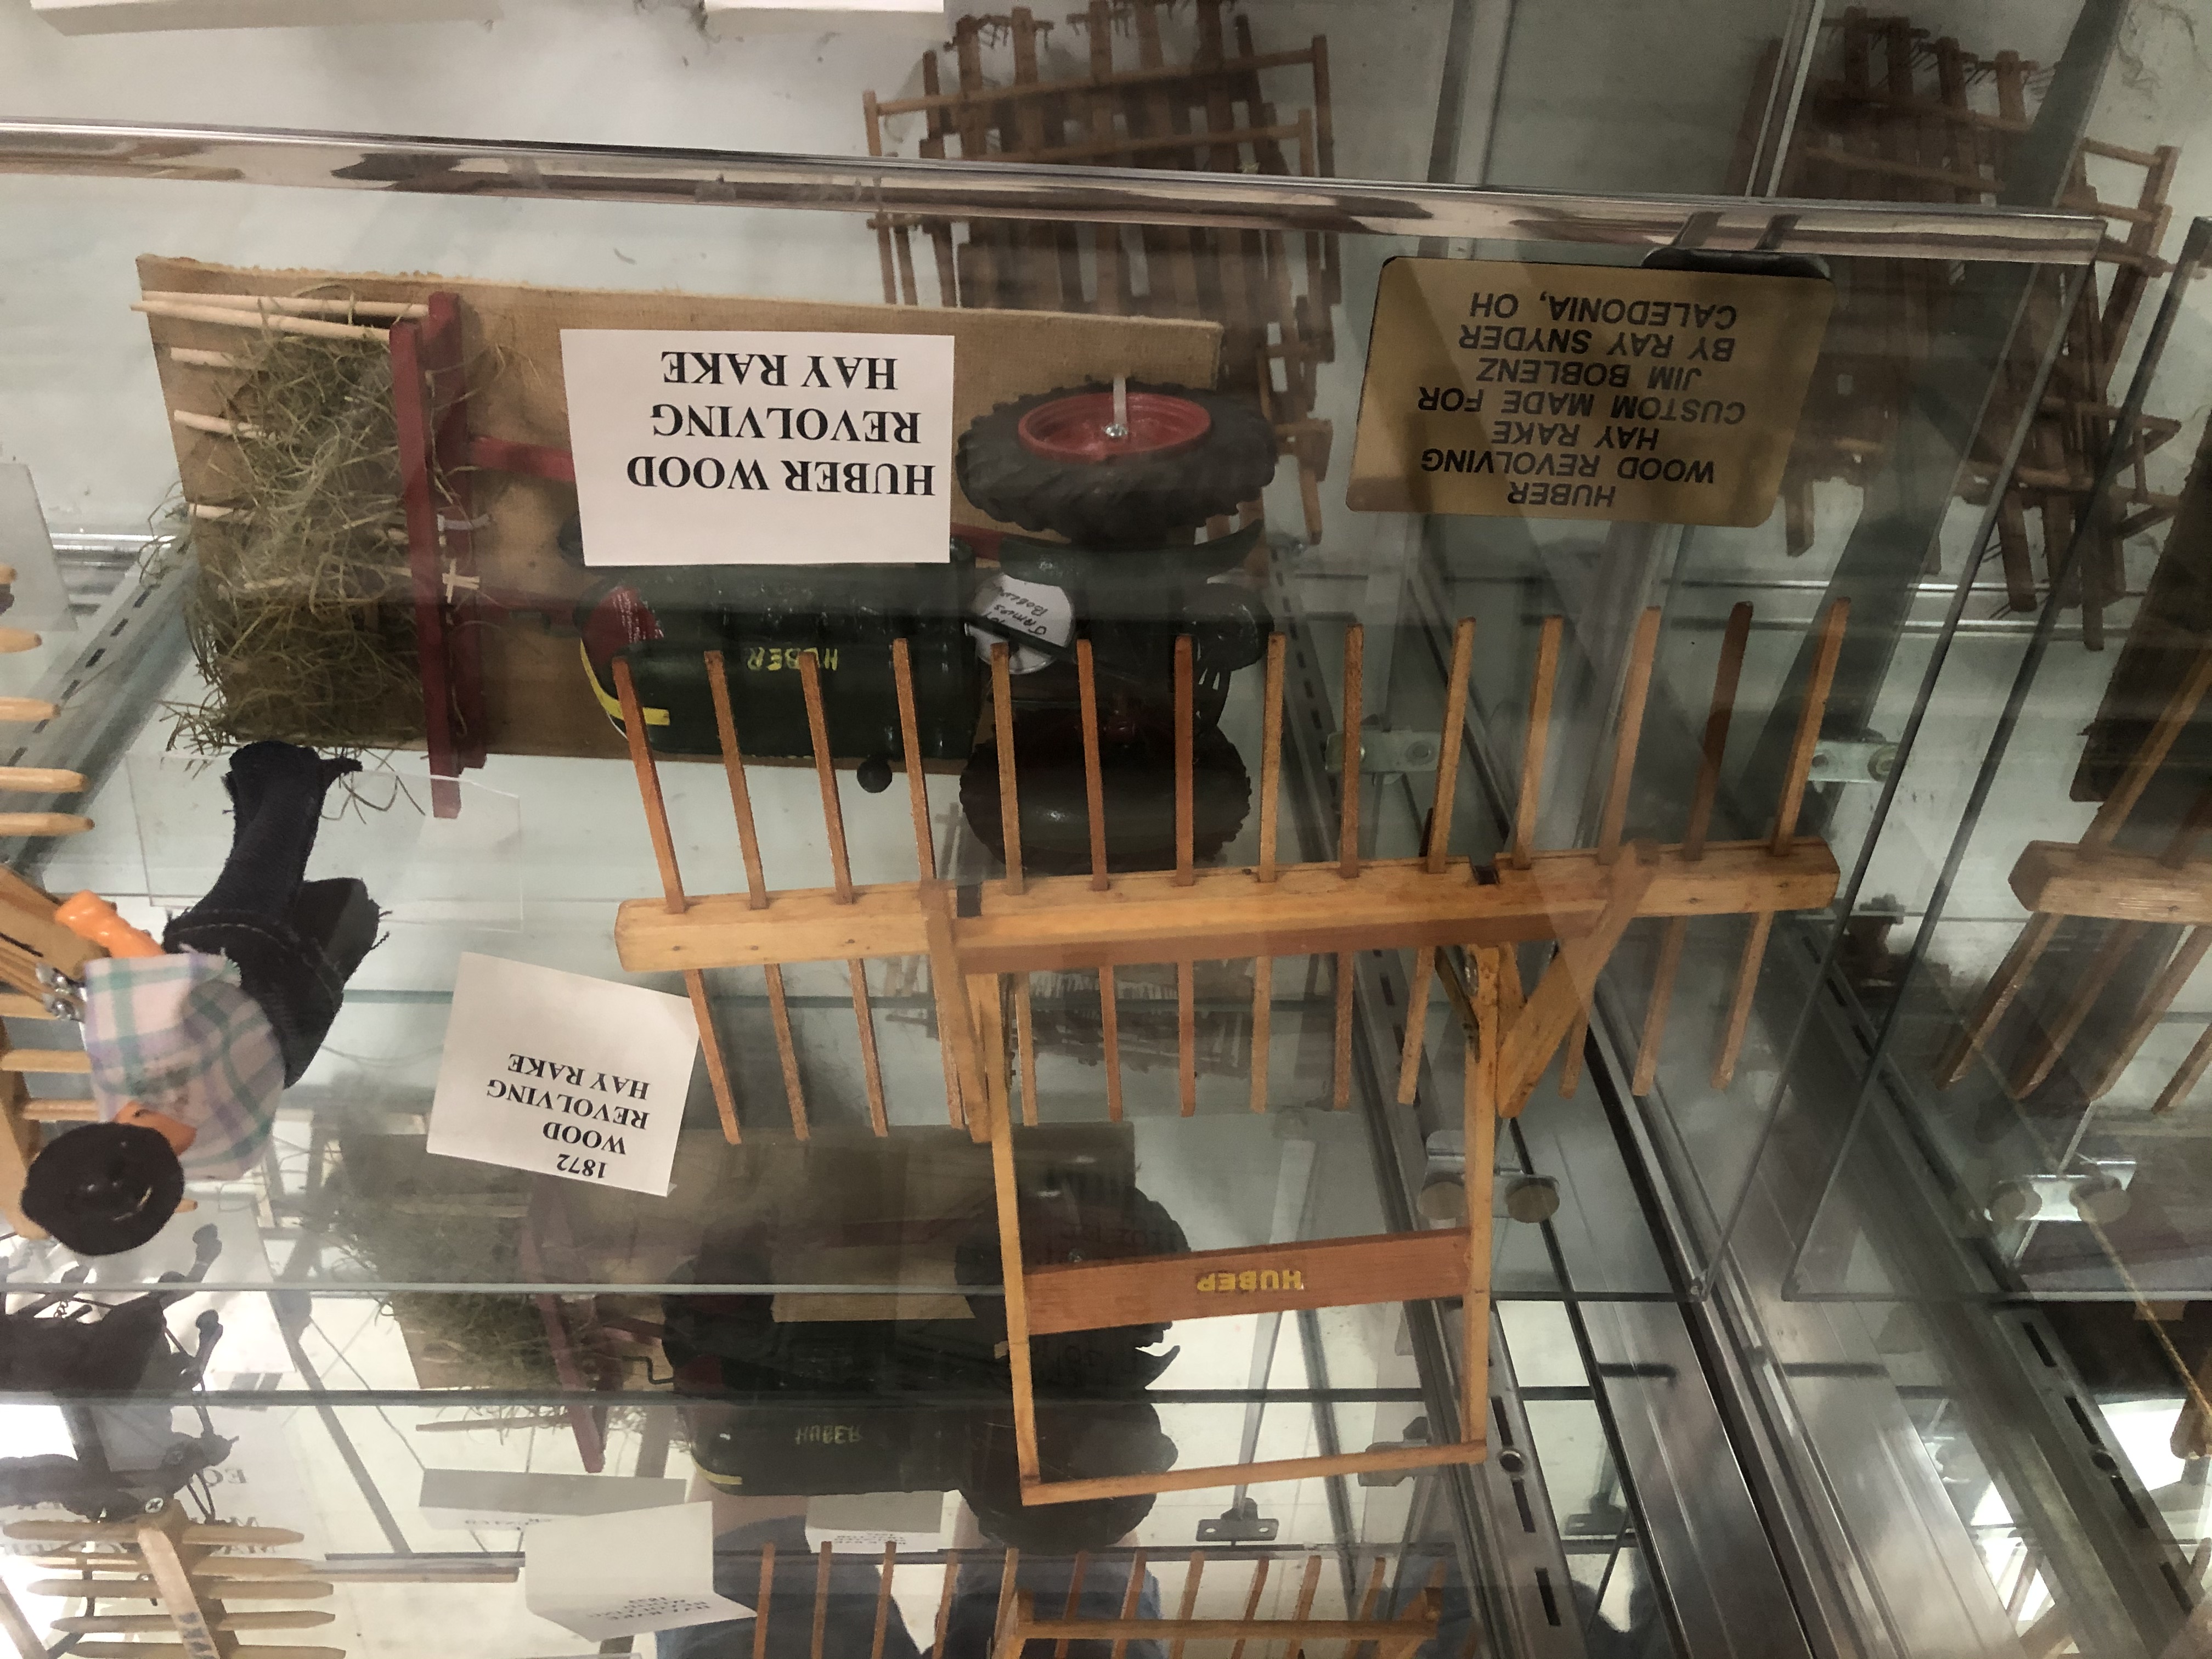 HUBER WOOD
REVOLVING
HAY RAKE
HUBER
WOOD REVOLVING
HAY RAKE
CUSTOM MADE FOR
JIM BOBLENZ
BY RAY SNYDER
CALEDONIA, OH
HUBER
1872
WOOD
REVOLVING
HAY RAKE
HUBER
HUBER